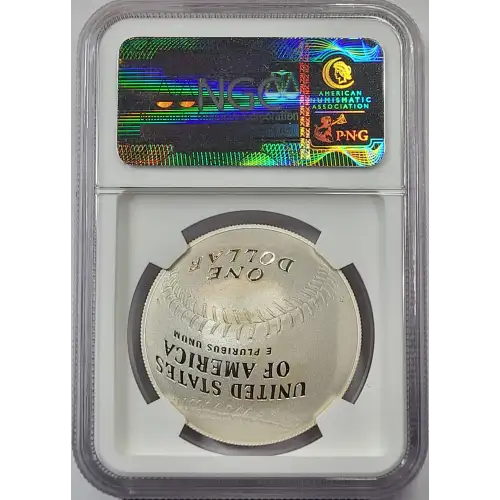 NGC
AMERICAN
NUMISMATIC
ASSOCIATION
PNG
UNITED STATES
OF AMERICA
E PLURIBUS UNUM
ONE
DOLLAR